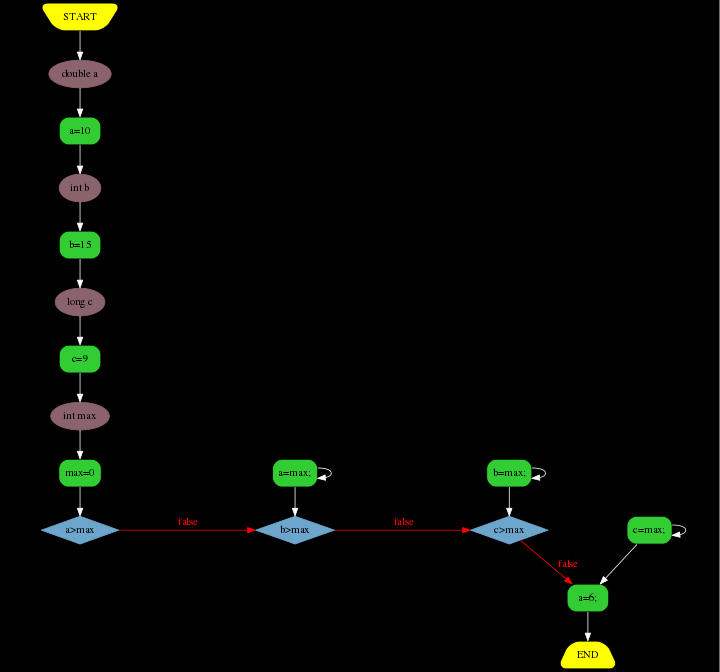 START
double a
a=10
int b
b=15
long c
c=9
int max
max=0
a=max;
b=max;
a>max
false
b>max
false
c>max
c=max;
false
a=6;
END